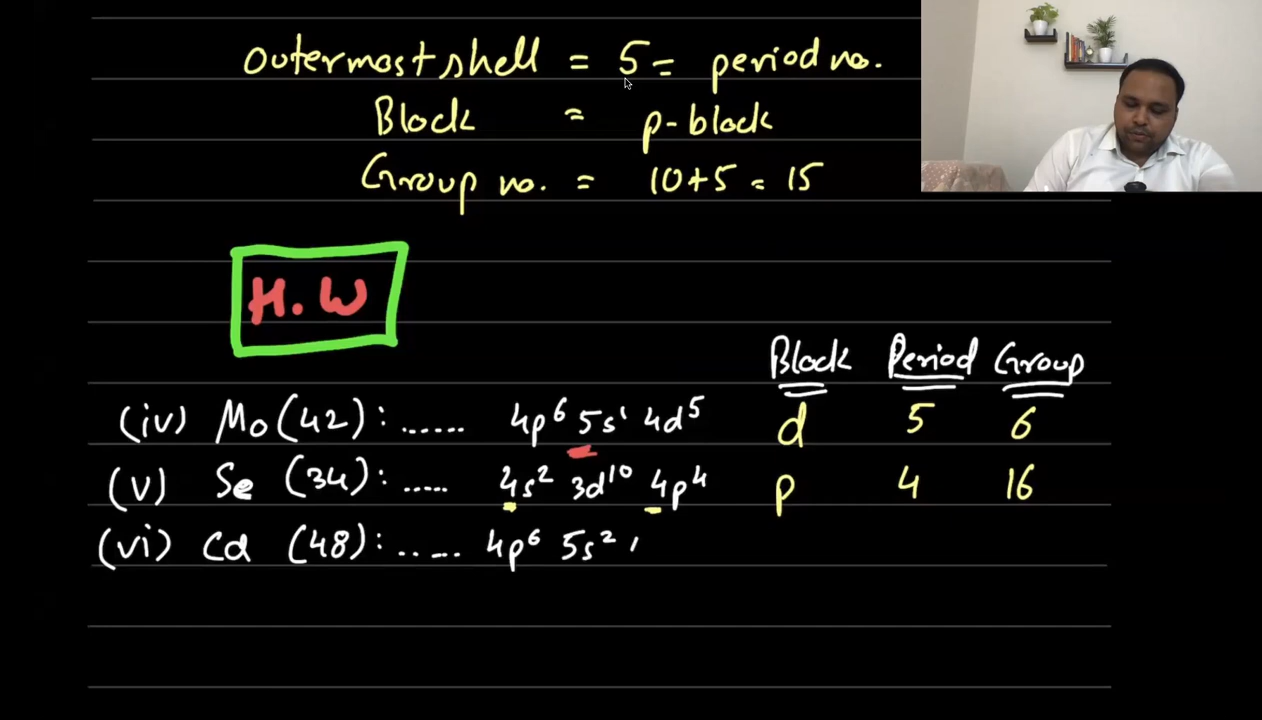 Outermost shell = 5 = period no.
Block = p-block
Group no. = 10+5 = 15
H.W
Block Period Group
(iv) Mo(42): ...... 4p⁶ 5s¹ 4d⁵ d 5 6
(v) Se (34): ..... 4s² 3d¹⁰ 4p⁴ p 4 16
(vi) Cd (48): ..... 4p⁶ 5s²